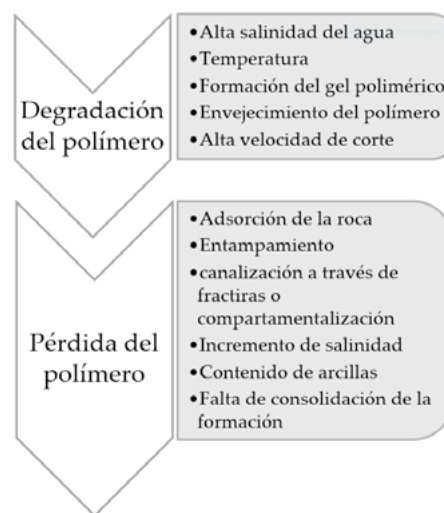 Degradación
del polímero
•Alta salinidad del agua
•Temperatura
•Formación del gel polimérico
•Envejecimiento del polímero
•Alta velocidad de corte
Pérdida del
polímero
•Adsorción de la roca
•Entampamiento
•canalización a través de
fractiras o
compartamentalización
•Incremento de salinidad
•Contenido de arcillas
•Falta de consolidación de la
formación